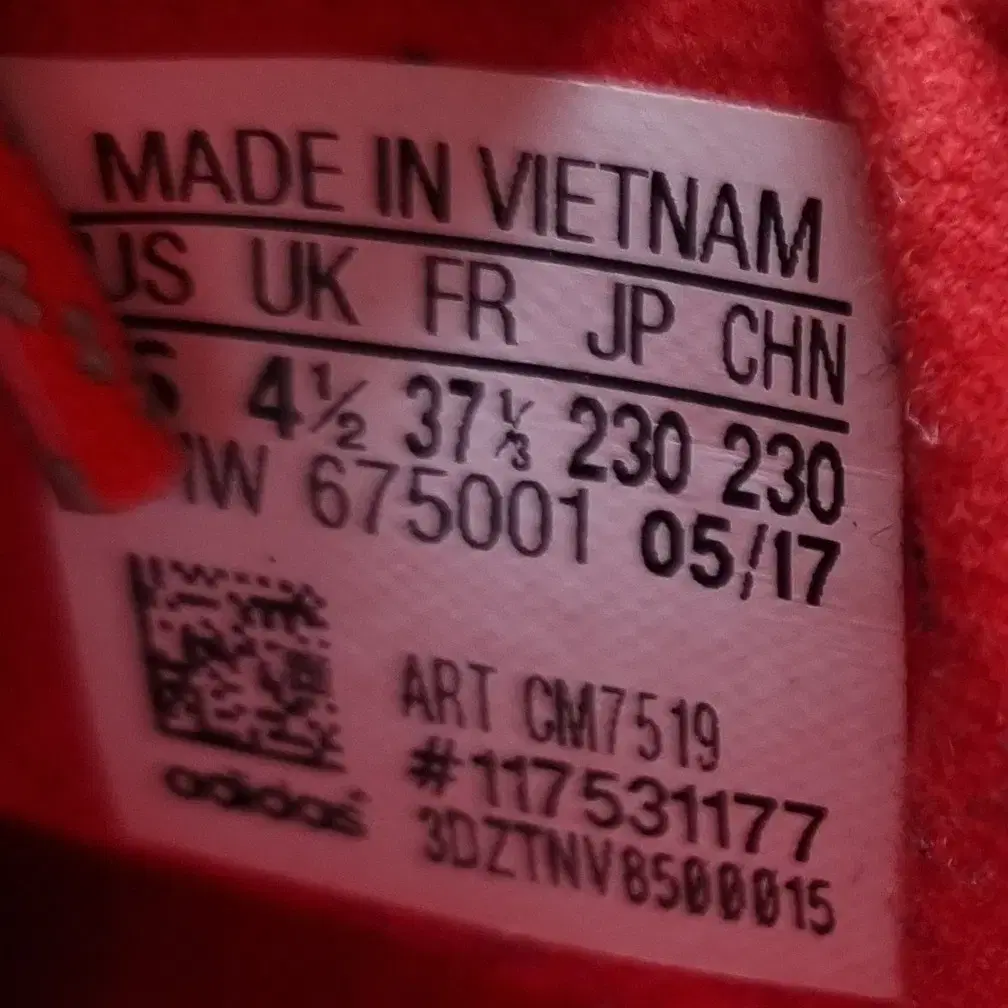 MADE IN VIETNAM
US UK FR JP CHN
4½ 37⅓ 230 230
675001 05/17
ART CM7519
#117531177
3DZTNV8500015
adidas